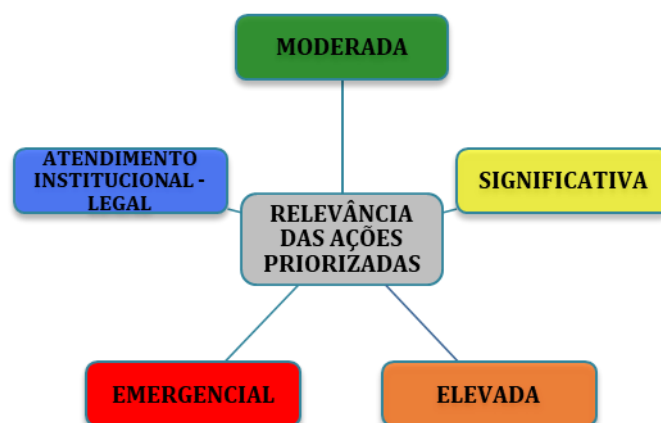 MODERADA
ATENDIMENTO
INSTITUCIONAL -
LEGAL
SIGNIFICATIVA
RELEVÂNCIA
DAS AÇÕES
PRIORIZADAS
EMERGENCIAL
ELEVADA